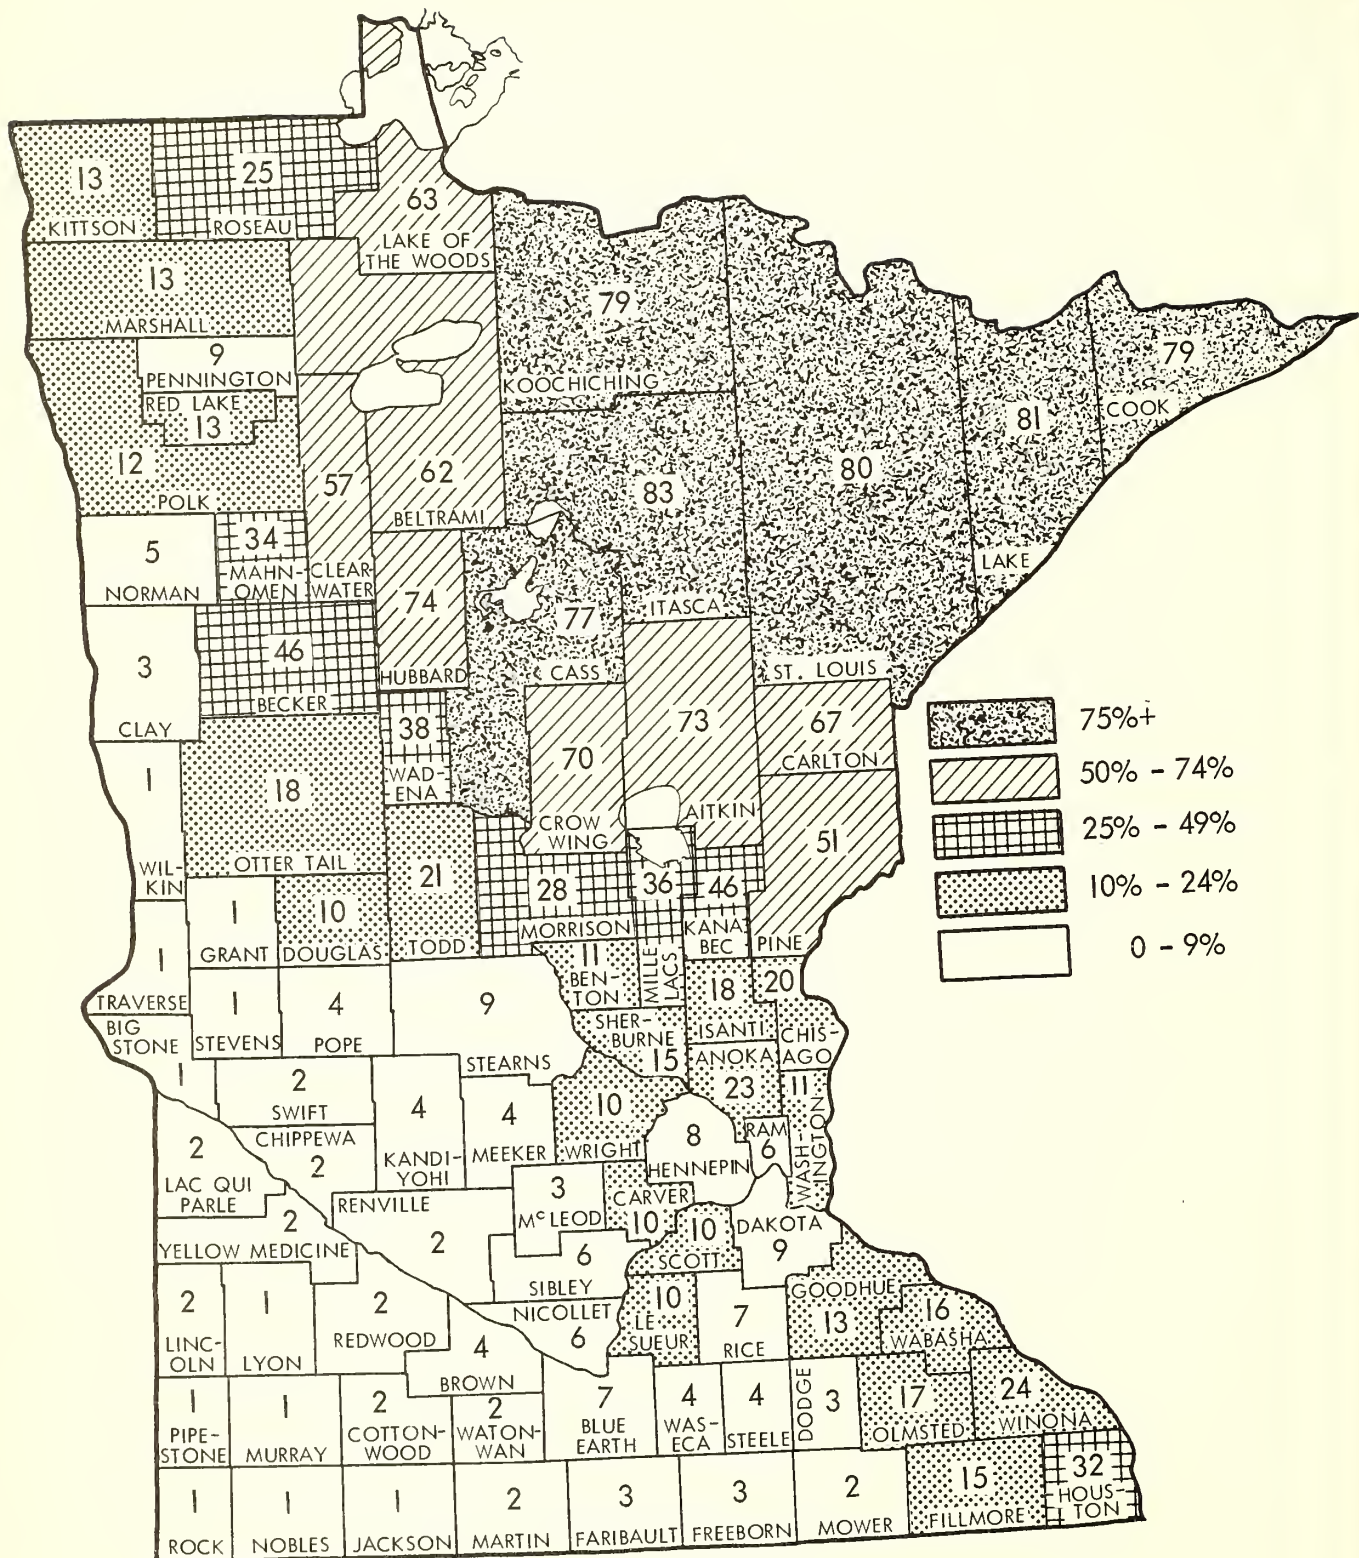 13
KITTSON
25
ROSEAU
63
LAKE OF
THE WOODS
13
MARSHALL
79
KOOCHICHING
9
PENNINGTON
RED LAKE
13
12
POLK
57
CLEAR-
WATER
62
BELTRAMI
83
ITASCA
80
ST. LOUIS
81
LAKE
79
COOK
5
NORMAN
34
MAHN-
OMEN
74
HUBBARD
77
CASS
3
CLAY
46
BECKER
38
WAD-
ENA
70
CROW
WING
73
AITKIN
67
CARLTON
75%+
50% - 74%
25% - 49%
10% - 24%
0 - 9%
1
WIL-
KIN
18
OTTER TAIL
21
TODD
28
MORRISON
36
MILLE
LACS
46
KANA
BEC
51
PINE
1
GRANT
10
DOUGLAS
1
TRAVERSE
1
STEVENS
4
POPE
9
STEARNS
11
BEN-
TON
SHER-
BURNE
15
18
ISANTI
20
CHIS-
AGO
BIG
STONE
1
2
SWIFT
4
KANDI-
YOHI
4
MEEKER
10
WRIGHT
ANOKA
23
11
WASH-
INGTON
8
HENNEPIN
RAM
6
2
LAC QUI
PARLE
CHIPPEWA
2
RENVILLE
2
3
McLEOD
CARVER
10
10
SCOTT
DAKOTA
9
2
YELLOW MEDICINE
6
SIBLEY
2
LINC-
OLN
1
LYON
2
REDWOOD
NICOLLET
6
10
LE
SUEUR
7
RICE
GOODHUE
13
16
WABASHA
4
BROWN
1
PIPE-
STONE
1
MURRAY
2
COTTON-
WOOD
2
WATON-
WAN
7
BLUE
EARTH
4
WAS-
ECA
4
STEELE
DODGE
3
17
OLMSTED
24
WINONA
1
ROCK
1
NOBLES
1
JACKSON
2
MARTIN
3
FARIBAULT
3
FREEBORN
2
MOWER
15
FILLMORE
32
HOUS-
TON